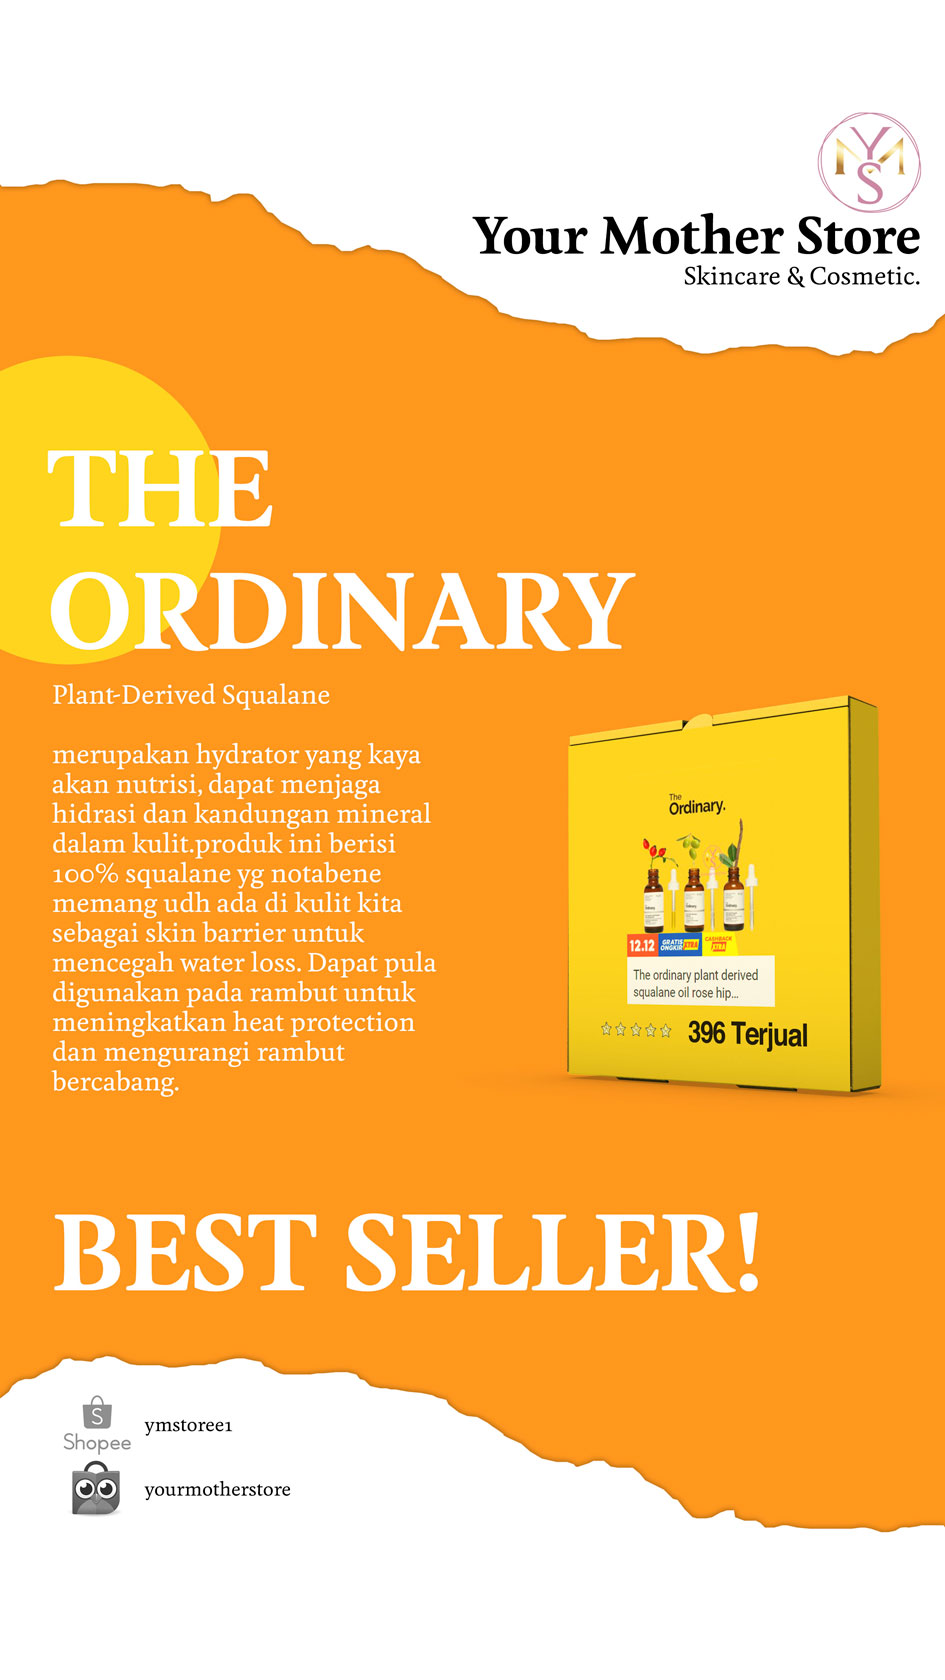 YMS
Your Mother Store
Skincare & Cosmetic.
THE
ORDINARY
Plant-Derived Squalane
merupakan hydrator yang kaya
akan nutrisi, dapat menjaga
hidrasi dan kandungan mineral
dalam kulit.produk ini berisi
100% squalane yg notabene
memang udh ada di kulit kita
sebagai skin barrier untuk
mencegah water loss. Dapat pula
digunakan pada rambut untuk
meningkatkan heat protection
dan mengurangi rambut
bercabang.
The
Ordinary.
12.12 GRATIS ONGKIR XTRA CASHBACK XTRA
The ordinary plant derived
squalane oil rose hip...
396 Terjual
BEST SELLER!
S
Shopee
ymstoree1
yourmotherstore